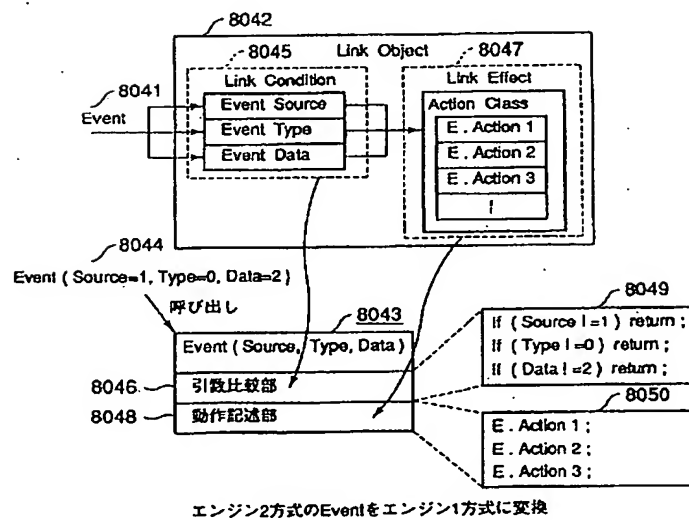 8042
8045
Link Object
8047
Link Condition
Link Effect
8041
Event
Event Source
Event Type
Event Data
Action Class
E . Action 1
E . Action 2
E . Action 3
8044
Event ( Source=1, Type=0, Data=2 )
呼び出し
8043
Event ( Source, Type, Data )
8046
引数比較部
8048
動作記述部
8049
If ( Source !=1 ) return ;
If ( Type !=0 ) return ;
If ( Data !=2 ) return ;
8050
E . Action 1 ;
E . Action 2 ;
E . Action 3 ;
エンジン2方式のEventをエンジン1方式に変換